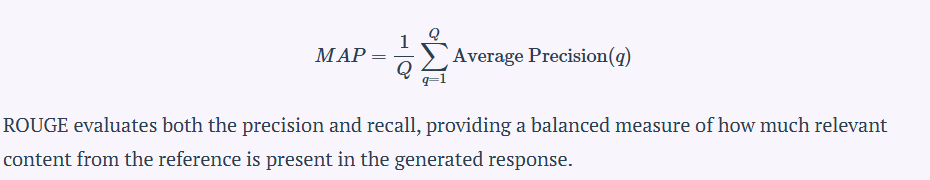 MAP = \frac{1}{Q} \sum_{q=1}^{Q} Average Precision(q)
ROUGE evaluates both the precision and recall, providing a balanced measure of how much relevant
content from the reference is present in the generated response.